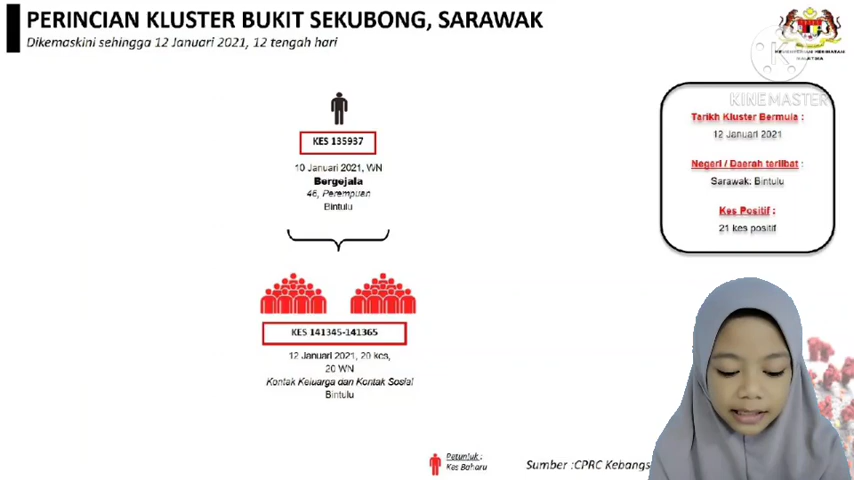 PERINCIAN KLUSTER BUKIT SEKUBONG, SARAWAK
Dikemaskini sehingga 12 Januari 2021, 12 tengah hari
KES 135937
10 Januari 2021, WN
Bergejala
46, Perempuan
Bintulu
KES 141345-141365
12 Januari 2021, 20 kes,
20 WN
Kontak Keluarga dan Kontak Sosial
Bintulu
Petunjuk :
Kes Baharu
Sumber :CPRC Kebangs
KEMENTERIAN KESIHATAN
MALAYSIA
KINEMASTER
Tarikh Kluster Bermula :
12 Januari 2021
Negeri / Daerah terlibat :
Sarawak: Bintulu
Kes Positif :
21 kes positif